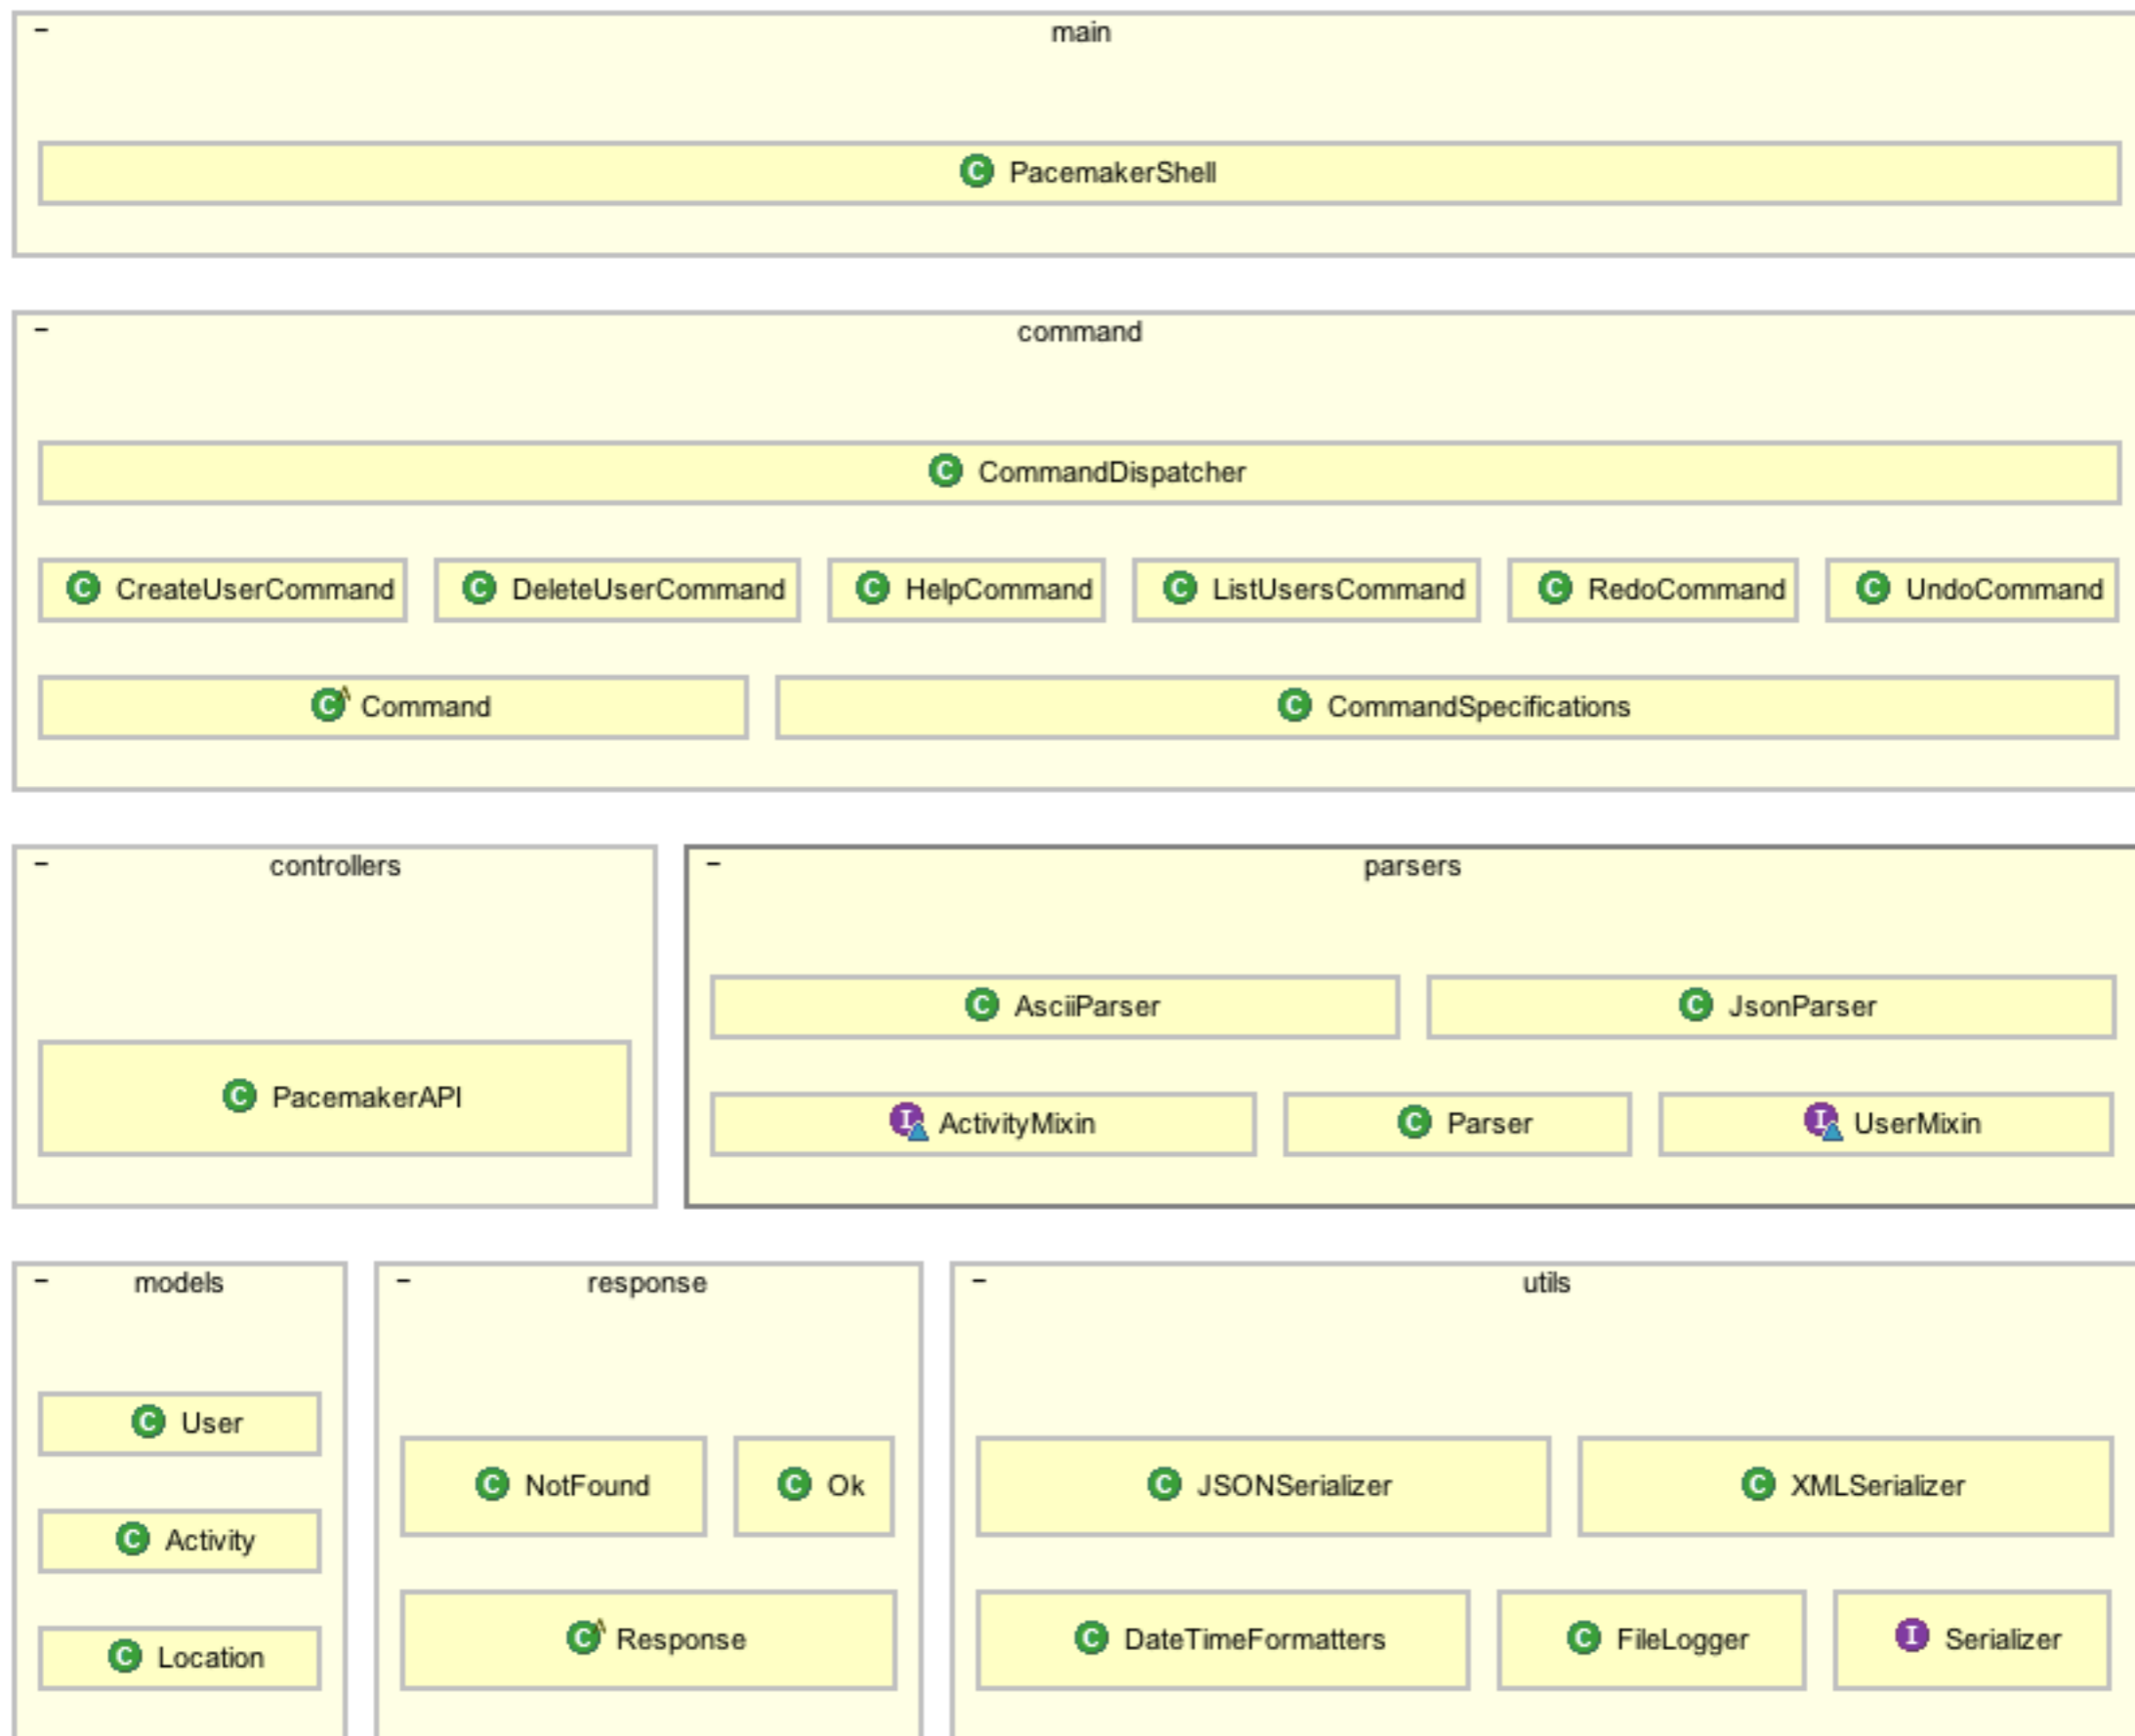 main
PacemakerShell
command
CommandDispatcher
CreateUserCommand
DeleteUserCommand
HelpCommand
ListUsersCommand
RedoCommand
UndoCommand
Command
CommandSpecifications
controllers
PacemakerAPI
parsers
AsciiParser
JsonParser
ActivityMixin
Parser
UserMixin
models
User
Activity
Location
response
NotFound
Ok
Response
utils
JSONSerializer
XMLSerializer
DateTimeFormatters
FileLogger
Serializer